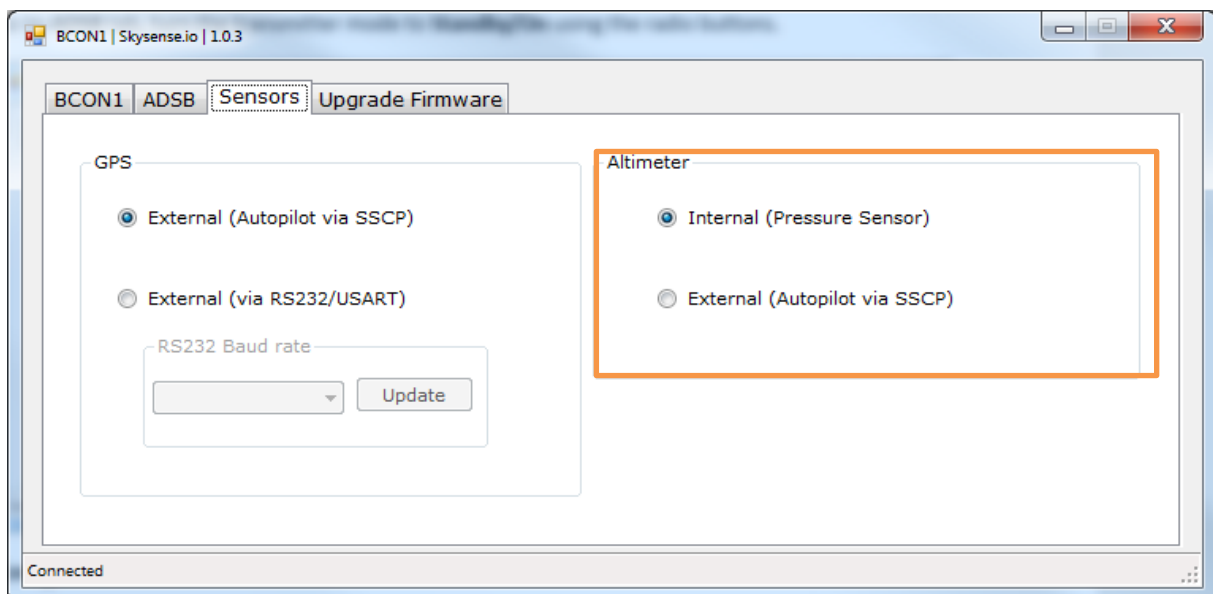 BCON1 | Skysense.io | 1.0.3
BCON1 ADSB Sensors Upgrade Firmware
GPS
External (Autopilot via SSCP)
External (via RS232/USART)
RS232 Baud rate
Update
Altimeter
Internal (Pressure Sensor)
External (Autopilot via SSCP)
Connected